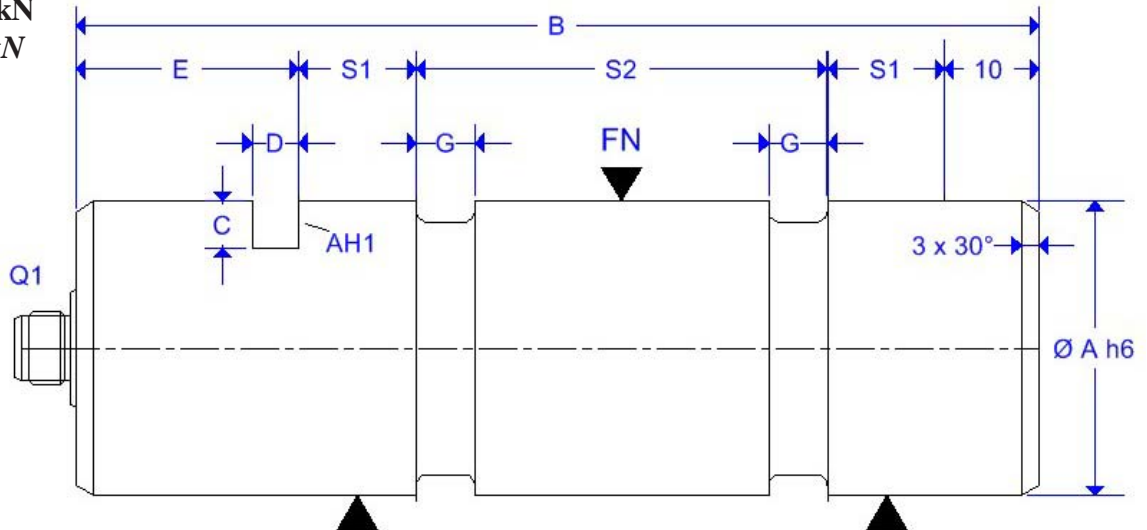 kN
N
B
E S1 S2 S1 10
D G FN G
C
AH1
3 x 30°
Q1
Ø A h6